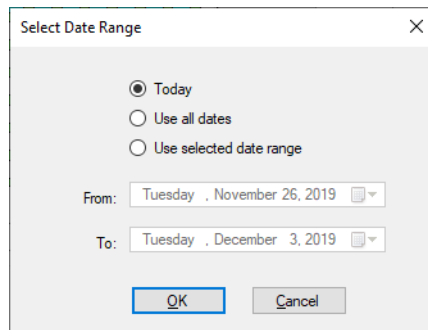 Select Date Range
Today
Use all dates
Use selected date range
From: Tuesday , November 26, 2019
To: Tuesday , December 3, 2019
OK Cancel